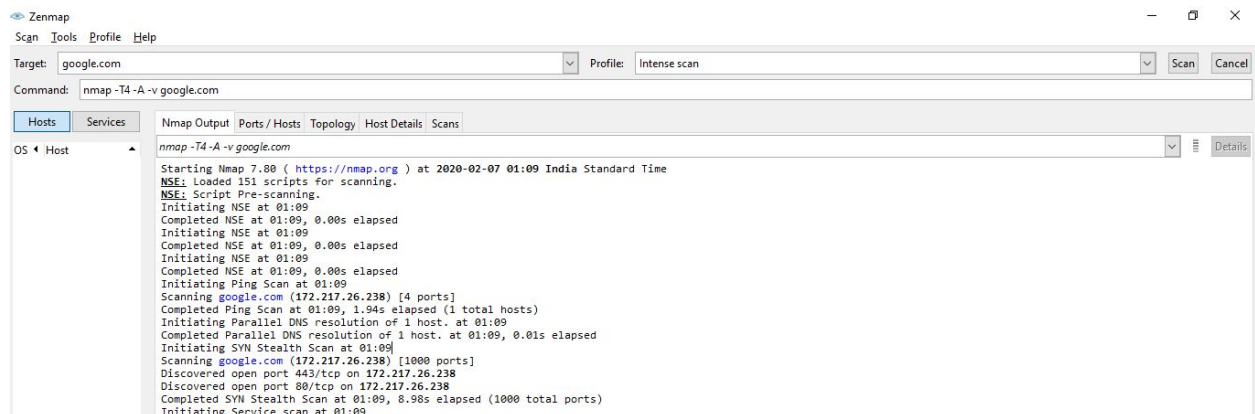 Zenmap
Scan Tools Profile Help
Target: google.com Profile: Intense scan Scan Cancel
Command: nmap -T4 -A -v google.com
Hosts Services Nmap Output Ports / Hosts Topology Host Details Scans
OS Host nmap -T4 -A -v google.com Details
Starting Nmap 7.80 ( https://nmap.org ) at 2020-02-07 01:09 India Standard Time
NSE: Loaded 151 scripts for scanning.
NSE: Script Pre-scanning.
Initiating NSE at 01:09
Completed NSE at 01:09, 0.00s elapsed
Initiating NSE at 01:09
Completed NSE at 01:09, 0.00s elapsed
Initiating NSE at 01:09
Completed NSE at 01:09, 0.00s elapsed
Initiating Ping Scan at 01:09
Scanning google.com (172.217.26.238) [4 ports]
Completed Ping Scan at 01:09, 1.94s elapsed (1 total hosts)
Initiating Parallel DNS resolution of 1 host. at 01:09
Completed Parallel DNS resolution of 1 host. at 01:09, 0.01s elapsed
Initiating SYN Stealth Scan at 01:09
Scanning google.com (172.217.26.238) [1000 ports]
Discovered open port 443/tcp on 172.217.26.238
Discovered open port 80/tcp on 172.217.26.238
Completed SYN Stealth Scan at 01:09, 8.98s elapsed (1000 total ports)
Initiating Service scan at 01:09